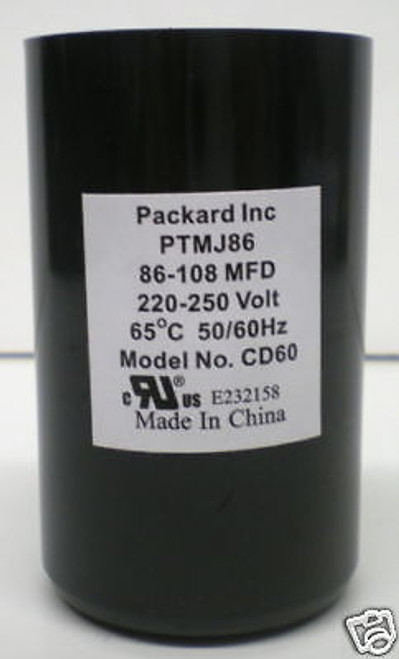 Packard Inc
PTMJ86
86-108 MFD
220-250 Volt
65°C 50/60Hz
Model No. CD60
c RU® US E232158
Made In China